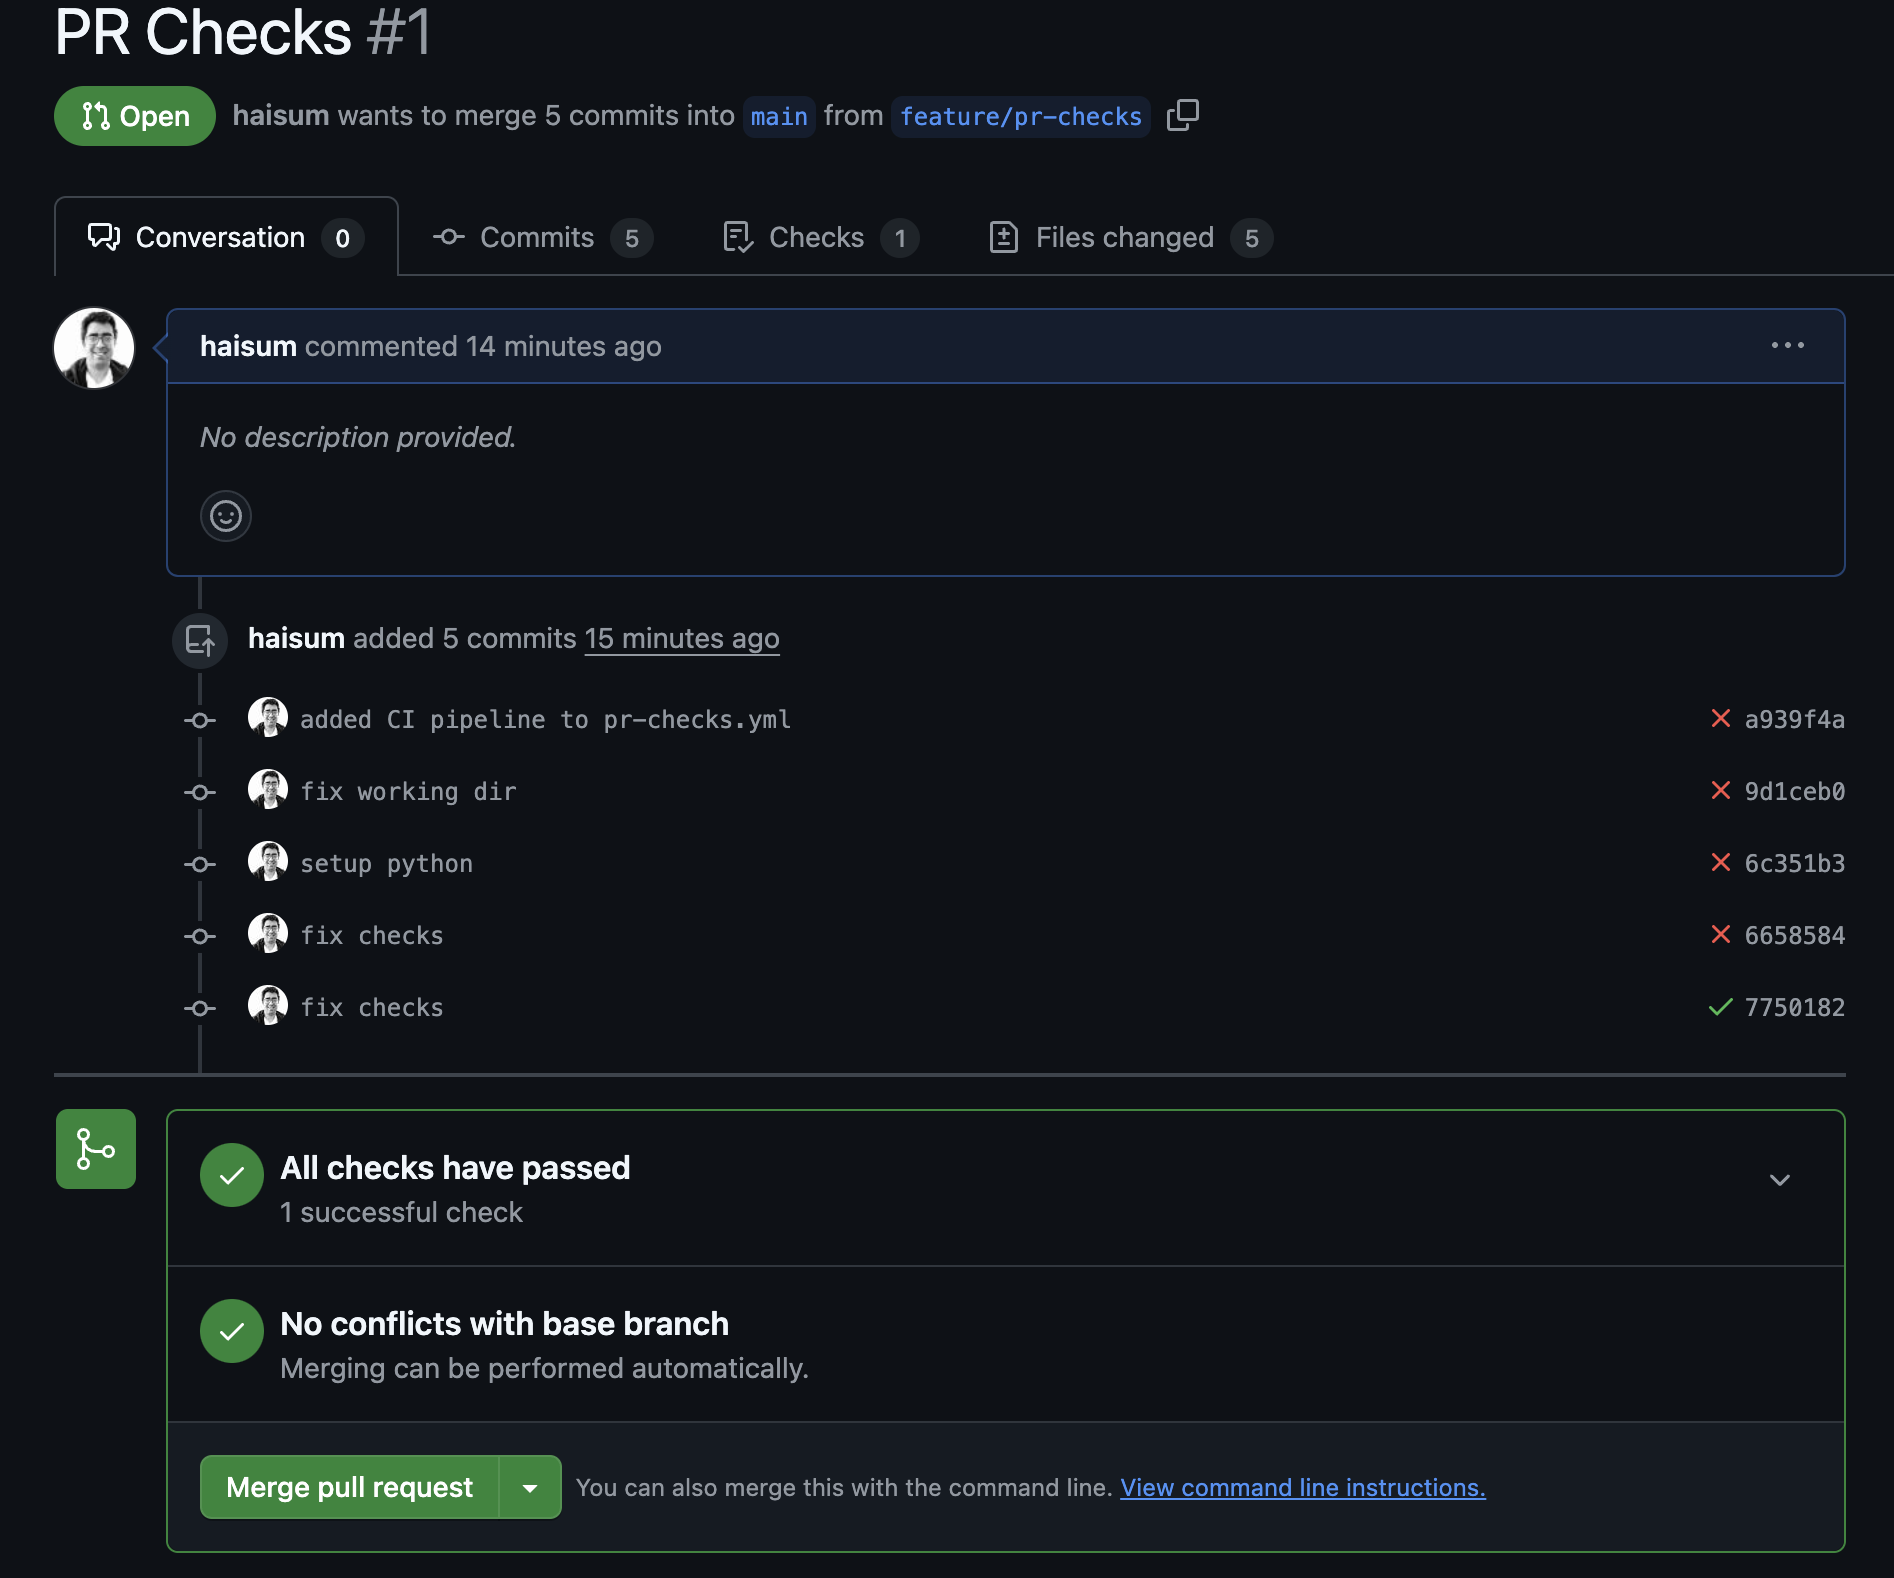 PR Checks #1
Open haisum wants to merge 5 commits into main from feature/pr-checks
Conversation 0 Commits 5 Checks 1 Files changed 5
haisum commented 14 minutes ago
No description provided.
haisum added 5 commits 15 minutes ago
added CI pipeline to pr-checks.yml a939f4a
fix working dir 9d1ceb0
setup python 6c351b3
fix checks 6658584
fix checks 7750182
All checks have passed
1 successful check
No conflicts with base branch
Merging can be performed automatically.
Merge pull request You can also merge this with the command line. View command line instructions.